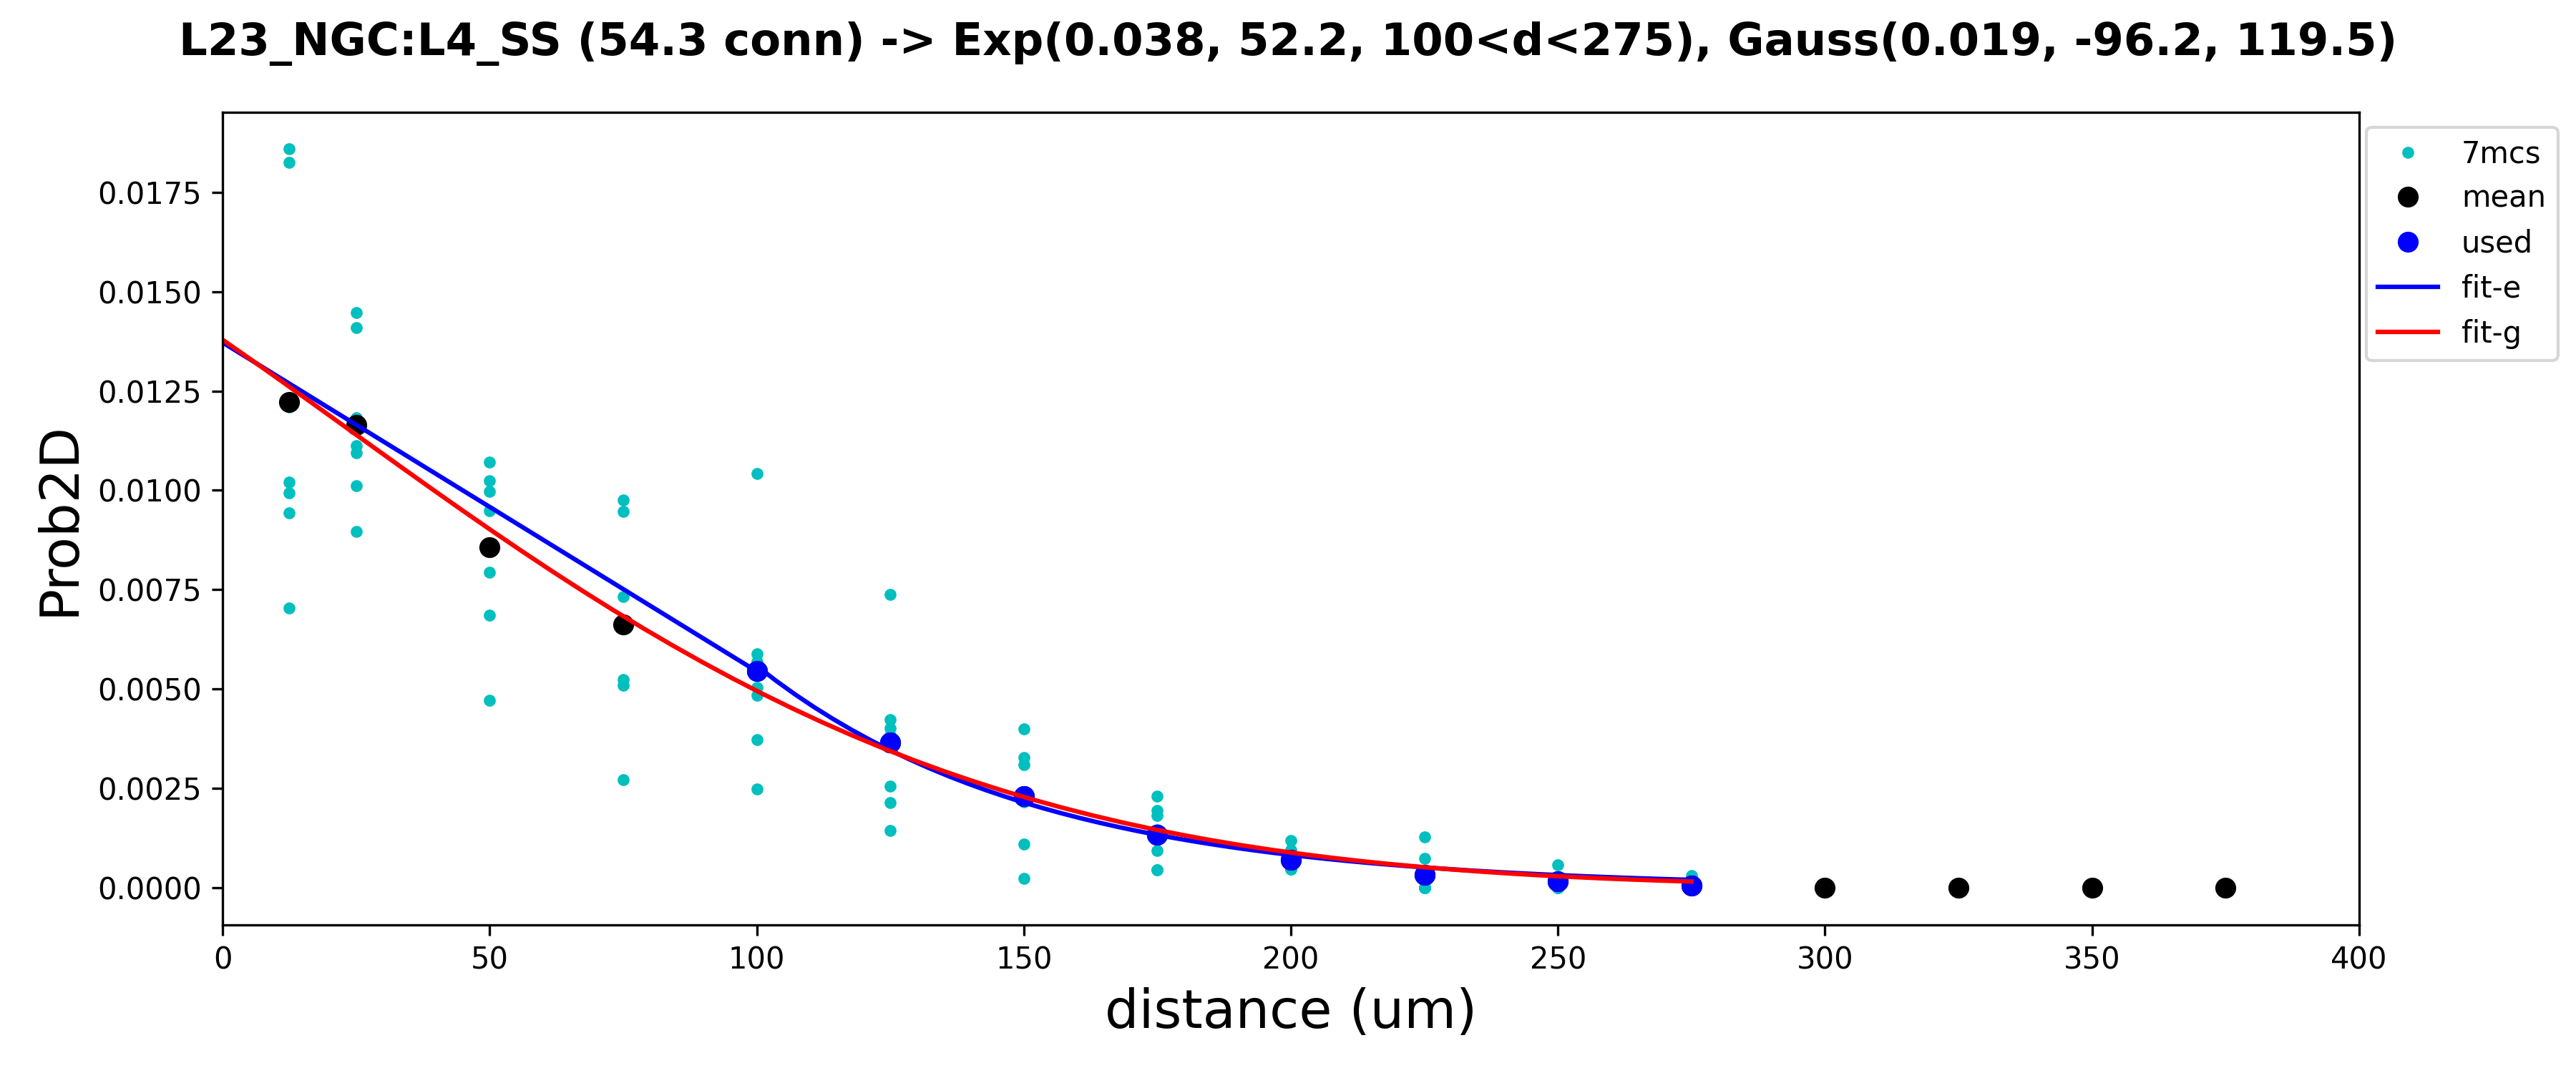 L23_NGC:L4_SS (54.3 conn) -> Exp(0.038, 52.2, 100<d<275), Gauss(0.019, -96.2, 119.5)
Prob2D
0.0175
0.0150
0.0125
0.0100
0.0075
0.0050
0.0025
0.0000
0 50 100 150 200 250 300 350 400
distance (um)
7mcs
mean
used
fit-e
fit-g